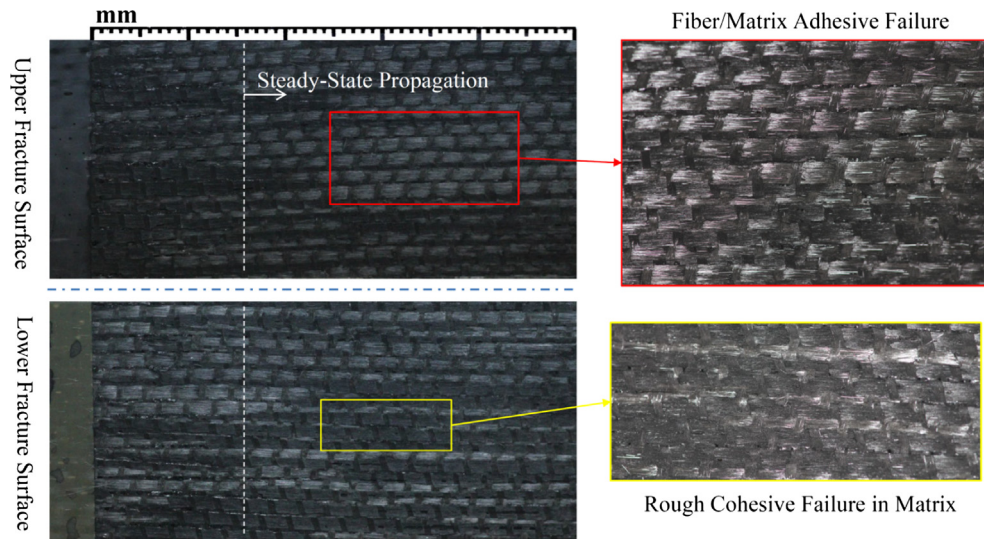 mm
Fiber/Matrix Adhesive Failure
Upper Fracture Surface
Steady-State Propagation
Lower Fracture Surface
Rough Cohesive Failure in Matrix